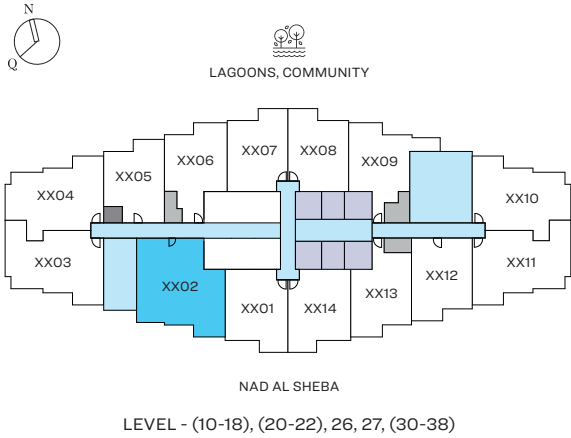 N
Q
LAGOONS, COMMUNITY
XX07 XX08
XX06 XX09
XX05
XX04 XX10
XX03 XX11
XX02 XX12
XX01 XX14 XX13
NAD AL SHEBA
LEVEL - (10-18), (20-22), 26, 27, (30-38)